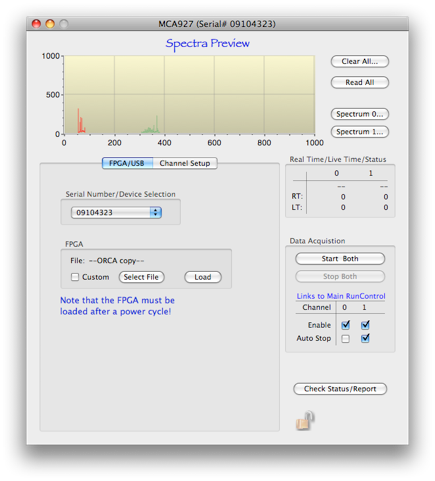 MCA927 (Serial# 09104323)
Spectra Preview
1000
500
0
0 200 400 600 800 1000
Clear All...
Read All
Spectrum 0...
Spectrum 1...
FPGA/USB Channel Setup
Serial Number/Device Selection
09104323
FPGA
File: --ORCA copy--
Custom Select File Load
Note that the FPGA must be
loaded after a power cycle!
Real Time/Live Time/Status
0 1
-- --
RT: 0 0
LT: 0 0
Data Acquistion
Start Both
Stop Both
Links to Main RunControl
Channel 0 1
Enable
Auto Stop
Check Status/Report